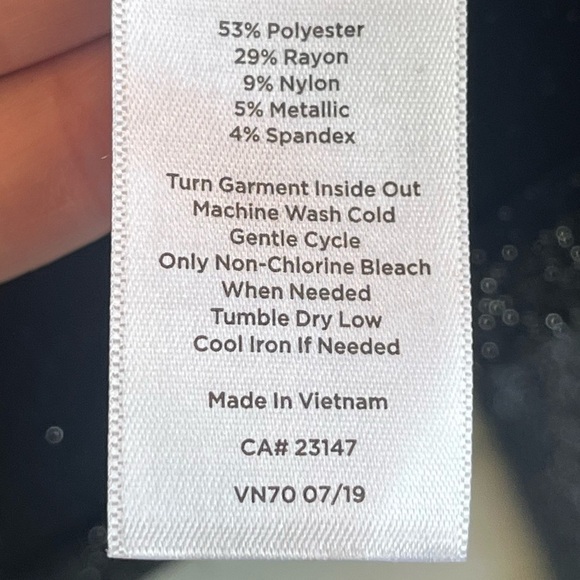 53% Polyester
29% Rayon
9% Nylon
5% Metallic
4% Spandex
Turn Garment Inside Out
Machine Wash Cold
Gentle Cycle
Only Non-Chlorine Bleach
When Needed
Tumble Dry Low
Cool Iron If Needed
Made In Vietnam
CA# 23147
VN70 07/19